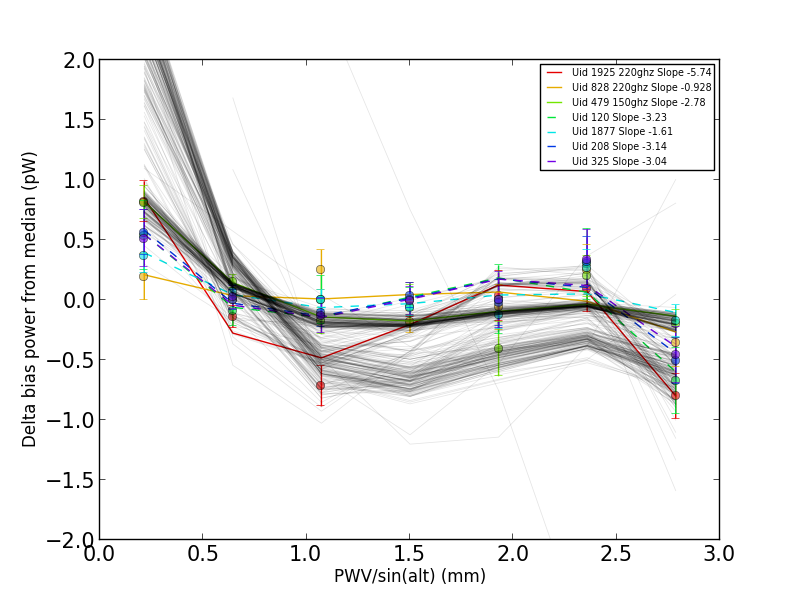 2.0
1.5
1.0
0.5
0.0
−0.5
−1.0
−1.5
−2.0
Delta bias power from median (pW)
Uid 1925 220ghz Slope -5.74
Uid 828 220ghz Slope -0.928
Uid 479 150ghz Slope -2.78
Uid 120 Slope -3.23
Uid 1877 Slope -1.61
Uid 208 Slope -3.14
Uid 325 Slope -3.04
0.0 0.5 1.0 1.5 2.0 2.5 3.0
PWV/sin(alt) (mm)